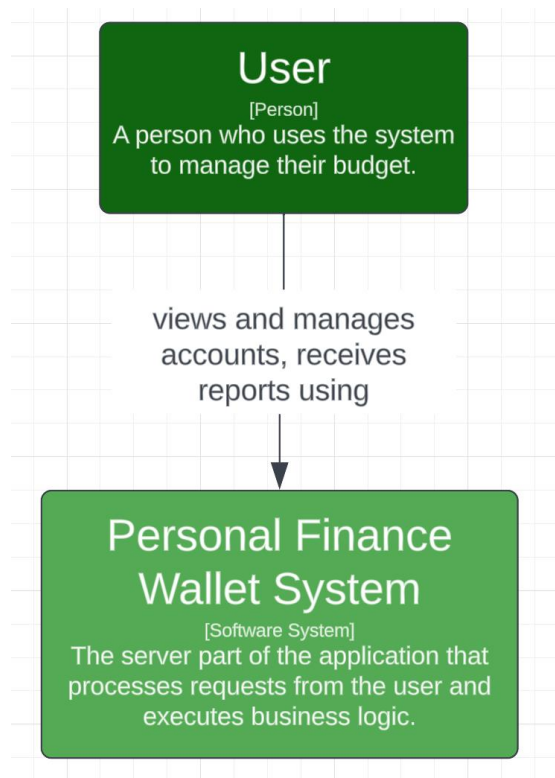 User
[Person]
A person who uses the system
to manage their budget.
views and manages
accounts, receives
reports using
Personal Finance
Wallet System
[Software System]
The server part of the application that
processes requests from the user and
executes business logic.